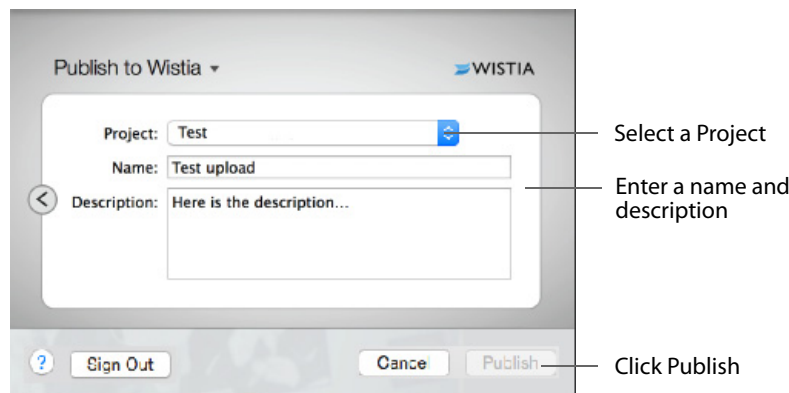 Publish to Wistia
WISTIA
Project: Test
Select a Project
Name: Test upload
Description: Here is the description...
Enter a name and
description
? Sign Out Cancel Publish
Click Publish